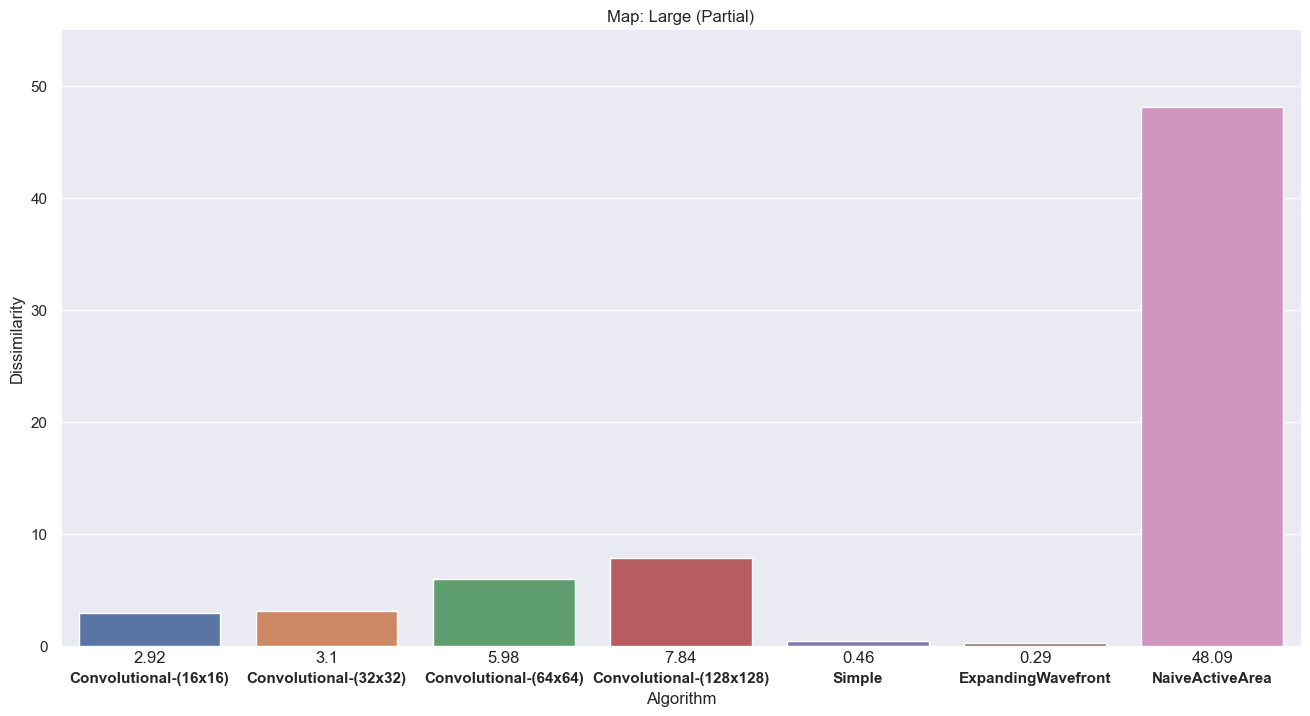 Map: Large (Partial)
50
40
30
20
10
0
Dissimilarity
2.92 3.1 5.98 7.84 0.46 0.29 48.09
Convolutional-(16x16) Convolutional-(32x32) Convolutional-(64x64) Convolutional-(128x128) Simple ExpandingWavefront NaiveActiveArea
Algorithm